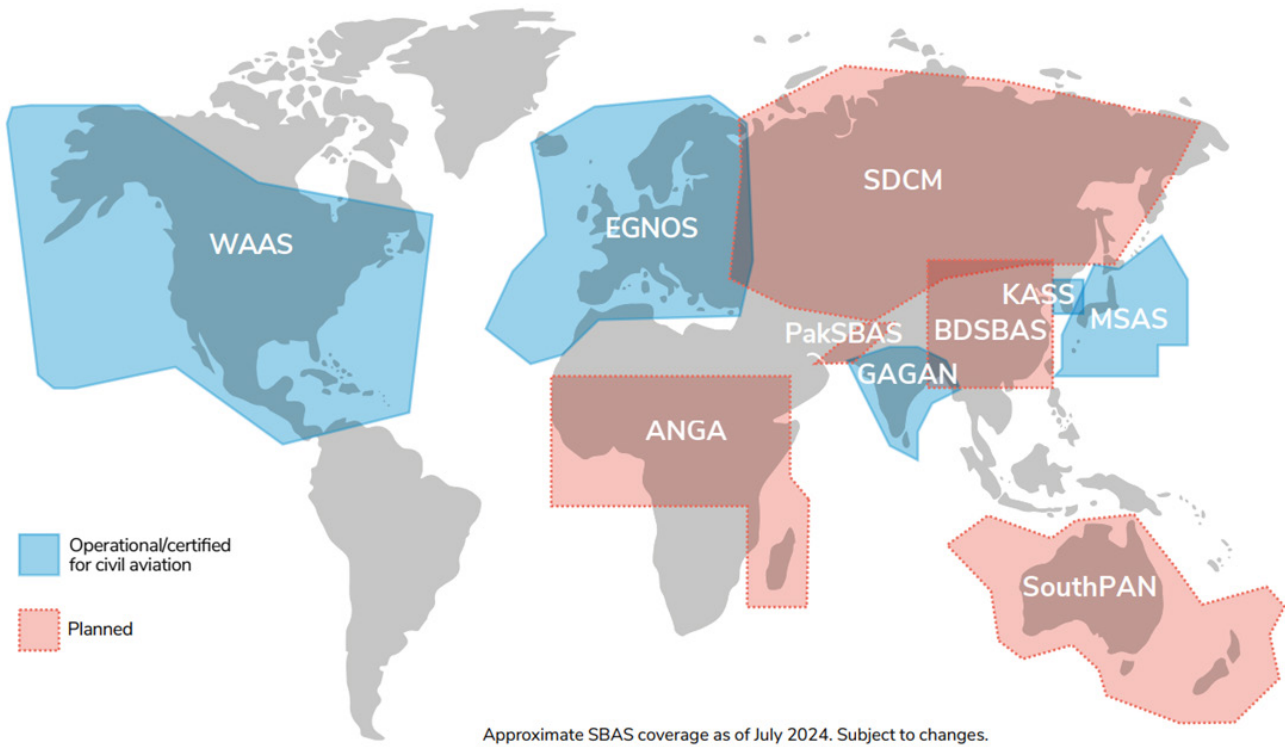 SDCM
WAAS
EGNOS
KASS
PakSBAS
BDSBAS
MSAS
GAGAN
ANGA
Operational/certified
for civil aviation
SouthPAN
Planned
Approximate SBAS coverage as of July 2024. Subject to changes.